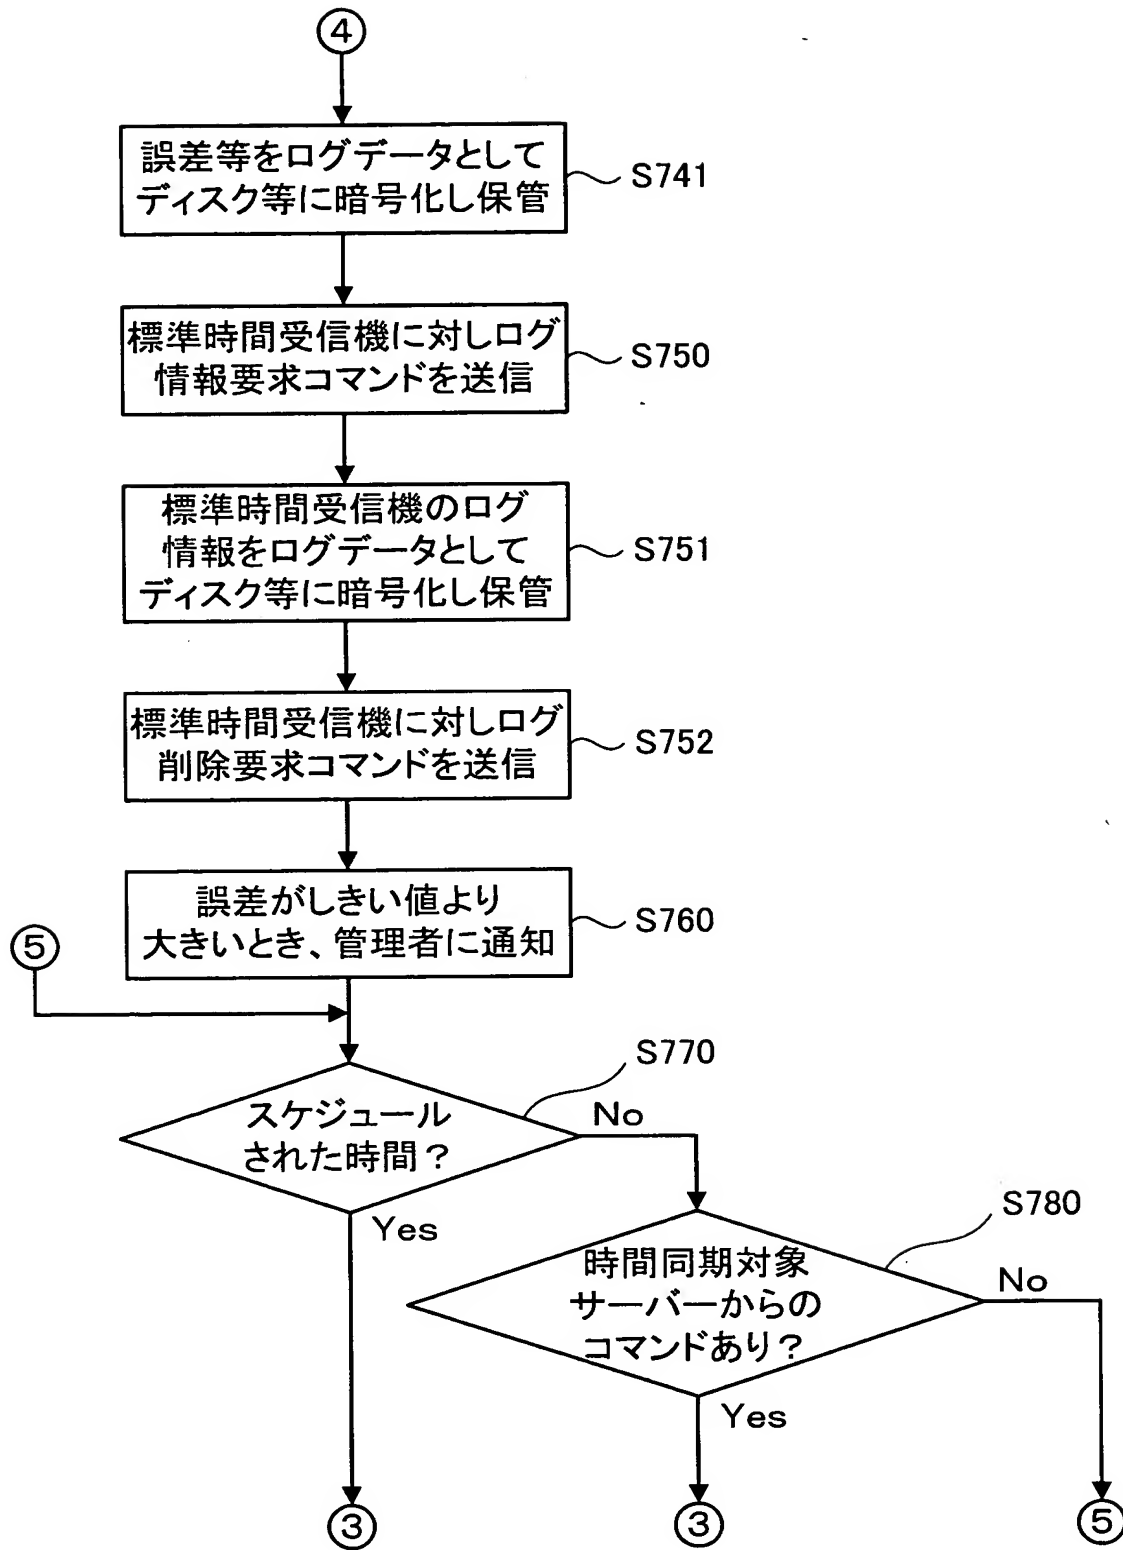 ④
誤差等をログデータとして
ディスク等に暗号化し保管
S741
標準時間受信機に対しログ
情報要求コマンドを送信
S750
標準時間受信機のログ
情報をログデータとして
ディスク等に暗号化し保管
S751
標準時間受信機に対しログ
削除要求コマンドを送信
S752
誤差がしきい値より
大きいとき、管理者に通知
S760
⑤
S770
スケジュール
された時間?
No
Yes
S780
時間同期対象
サーバーからの
コマンドあり?
No
Yes
③
③
⑤